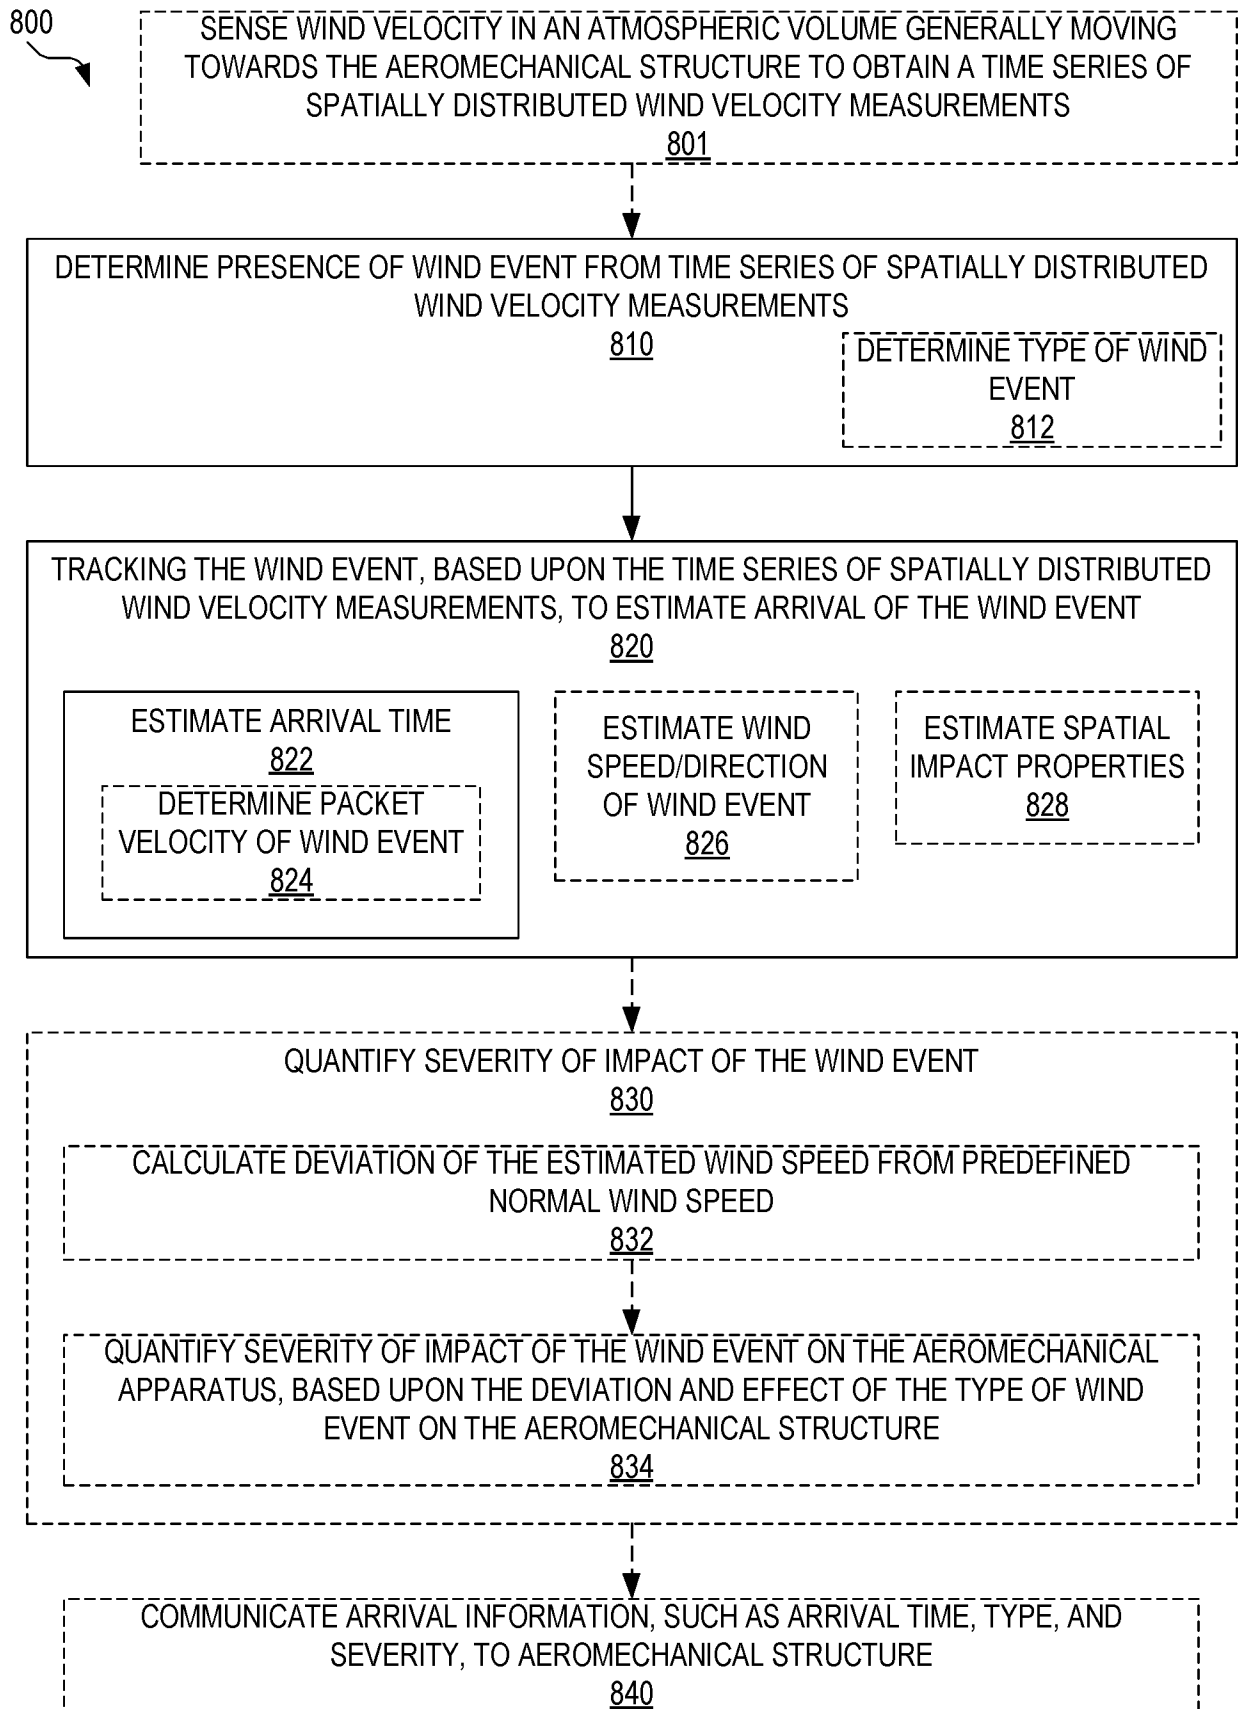 800
SENSE WIND VELOCITY IN AN ATMOSPHERIC VOLUME GENERALLY MOVING
TOWARDS THE AEROMECHANICAL STRUCTURE TO OBTAIN A TIME SERIES OF
SPATIALLY DISTRIBUTED WIND VELOCITY MEASUREMENTS
801
DETERMINE PRESENCE OF WIND EVENT FROM TIME SERIES OF SPATIALLY DISTRIBUTED
WIND VELOCITY MEASUREMENTS
810
DETERMINE TYPE OF WIND
EVENT
812
TRACKING THE WIND EVENT, BASED UPON THE TIME SERIES OF SPATIALLY DISTRIBUTED
WIND VELOCITY MEASUREMENTS, TO ESTIMATE ARRIVAL OF THE WIND EVENT
820
ESTIMATE ARRIVAL TIME
822
DETERMINE PACKET
VELOCITY OF WIND EVENT
824
ESTIMATE WIND
SPEED/DIRECTION
OF WIND EVENT
826
ESTIMATE SPATIAL
IMPACT PROPERTIES
828
QUANTIFY SEVERITY OF IMPACT OF THE WIND EVENT
830
CALCULATE DEVIATION OF THE ESTIMATED WIND SPEED FROM PREDEFINED
NORMAL WIND SPEED
832
QUANTIFY SEVERITY OF IMPACT OF THE WIND EVENT ON THE AEROMECHANICAL
APPARATUS, BASED UPON THE DEVIATION AND EFFECT OF THE TYPE OF WIND
EVENT ON THE AEROMECHANICAL STRUCTURE
834
COMMUNICATE ARRIVAL INFORMATION, SUCH AS ARRIVAL TIME, TYPE, AND
SEVERITY, TO AEROMECHANICAL STRUCTURE
840